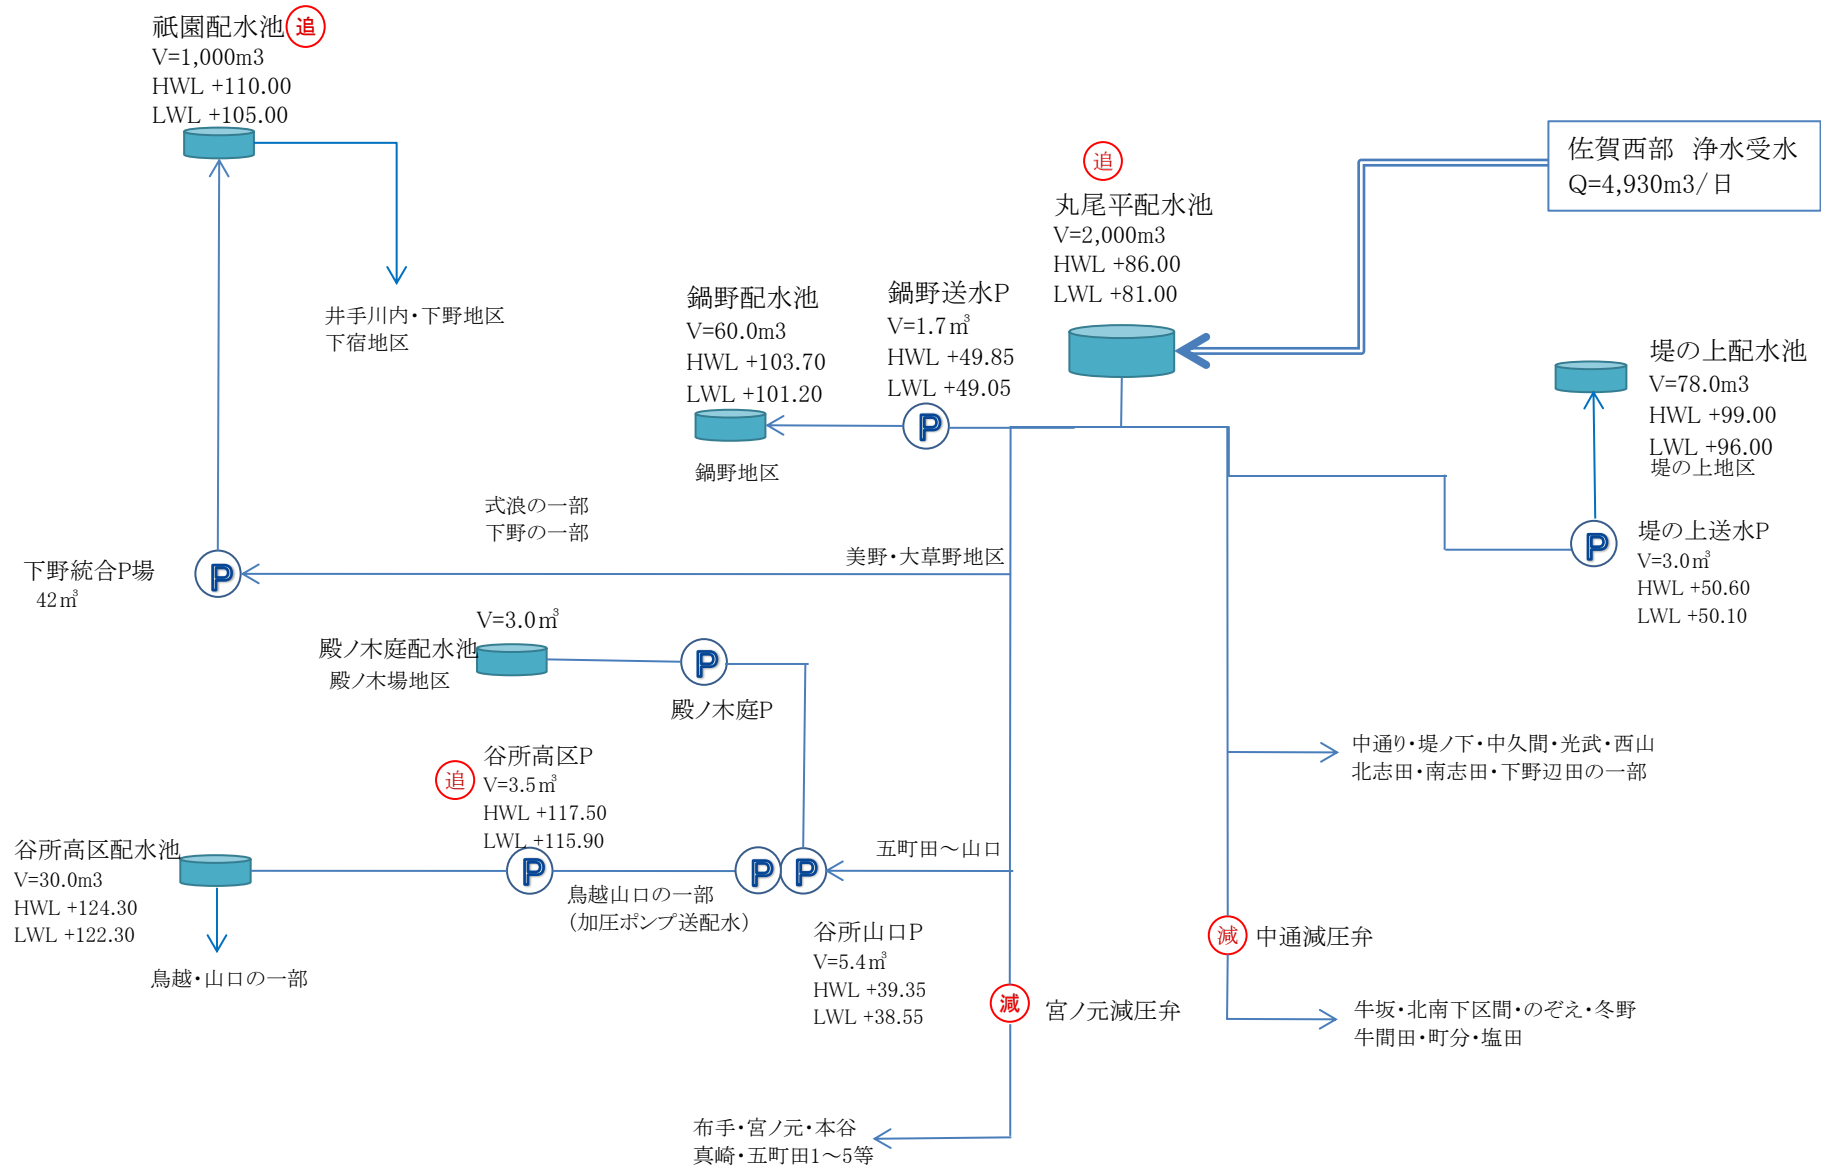 祇園配水池 追
V=1,000m3
HWL +110.00
LWL +105.00
井手川内・下野地区
下宿地区
追
丸尾平配水池
V=2,000m3
HWL +86.00
LWL +81.00
佐賀西部　浄水受水
Q=4,930m3/日
鍋野配水池
V=60.0m3
HWL +103.70
LWL +101.20
鍋野地区
鍋野送水P
V=1.7㎥
HWL +49.85
LWL +49.05
P
堤の上配水池
V=78.0m3
HWL +99.00
LWL +96.00
堤の上地区
P
堤の上送水P
V=3.0㎥
HWL +50.60
LWL +50.10
式浪の一部
下野の一部
美野・大草野地区
下野統合P場
42㎥
P
V=3.0㎥
殿ノ木庭配水池
殿ノ木場地区
P
殿ノ木庭P
谷所高区P
追
V=3.5㎥
HWL +117.50
LWL +115.90
P
谷所高区配水池
V=30.0m3
HWL +124.30
LWL +122.30
鳥越・山口の一部
鳥越山口の一部
（加圧ポンプ送配水）
P P
五町田～山口
谷所山口P
V=5.4㎥
HWL +39.35
LWL +38.55
中通り・堤ノ下・中久間・光武・西山
北志田・南志田・下野辺田の一部
減 中通減圧弁
減 宮ノ元減圧弁
牛坂・北南下区間・のぞえ・冬野
牛間田・町分・塩田
布手・宮ノ元・本谷
真崎・五町田1～5等